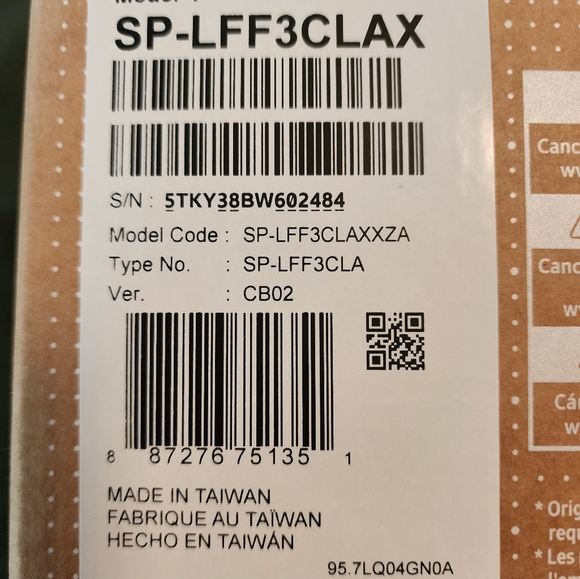 SP-LFF3CLAX
S/N : 5TKY38BW602484
Model Code : SP-LFF3CLAXXZA
Type No. : SP-LFF3CLA
Ver. : CB02
8 87276 75135 1
MADE IN TAIWAN
FABRIQUE AU TAÏWAN
HECHO EN TAIWÁN
95.7LQ04GN0A
* Les